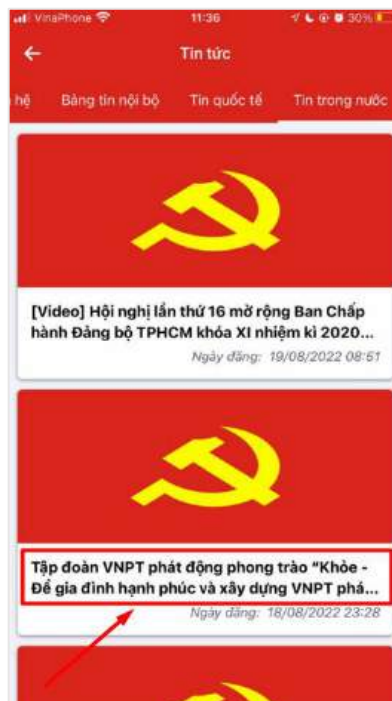 VinaPhone 11:36 30%
Tin tức
hệ Bảng tin nội bộ Tin quốc tế Tin trong nước
[Video] Hội nghị lần thứ 16 mở rộng Ban Chấp
hành Đảng bộ TPHCM khóa XI nhiệm kì 2020...
Ngày đăng: 19/08/2022 08:51
Tập đoàn VNPT phát động phong trào “Khỏe -
Để gia đình hạnh phúc và xây dựng VNPT phá...
Ngày đăng: 18/08/2022 23:28